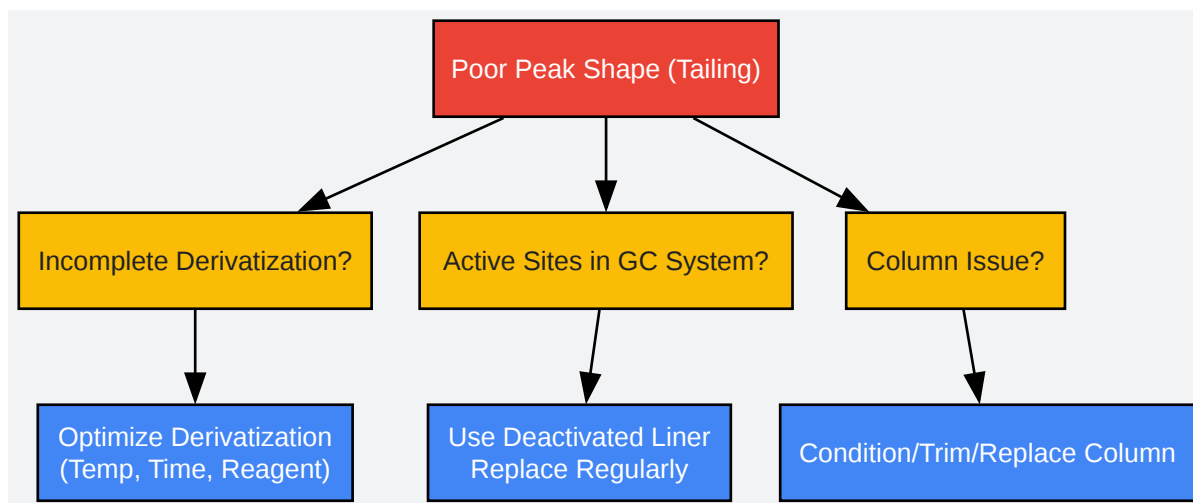 Poor Peak Shape (Tailing)
Incomplete Derivatization?
Active Sites in GC System?
Column Issue?
Optimize Derivatization
(Temp, Time, Reagent)
Use Deactivated Liner
Replace Regularly
Condition/Trim/Replace Column